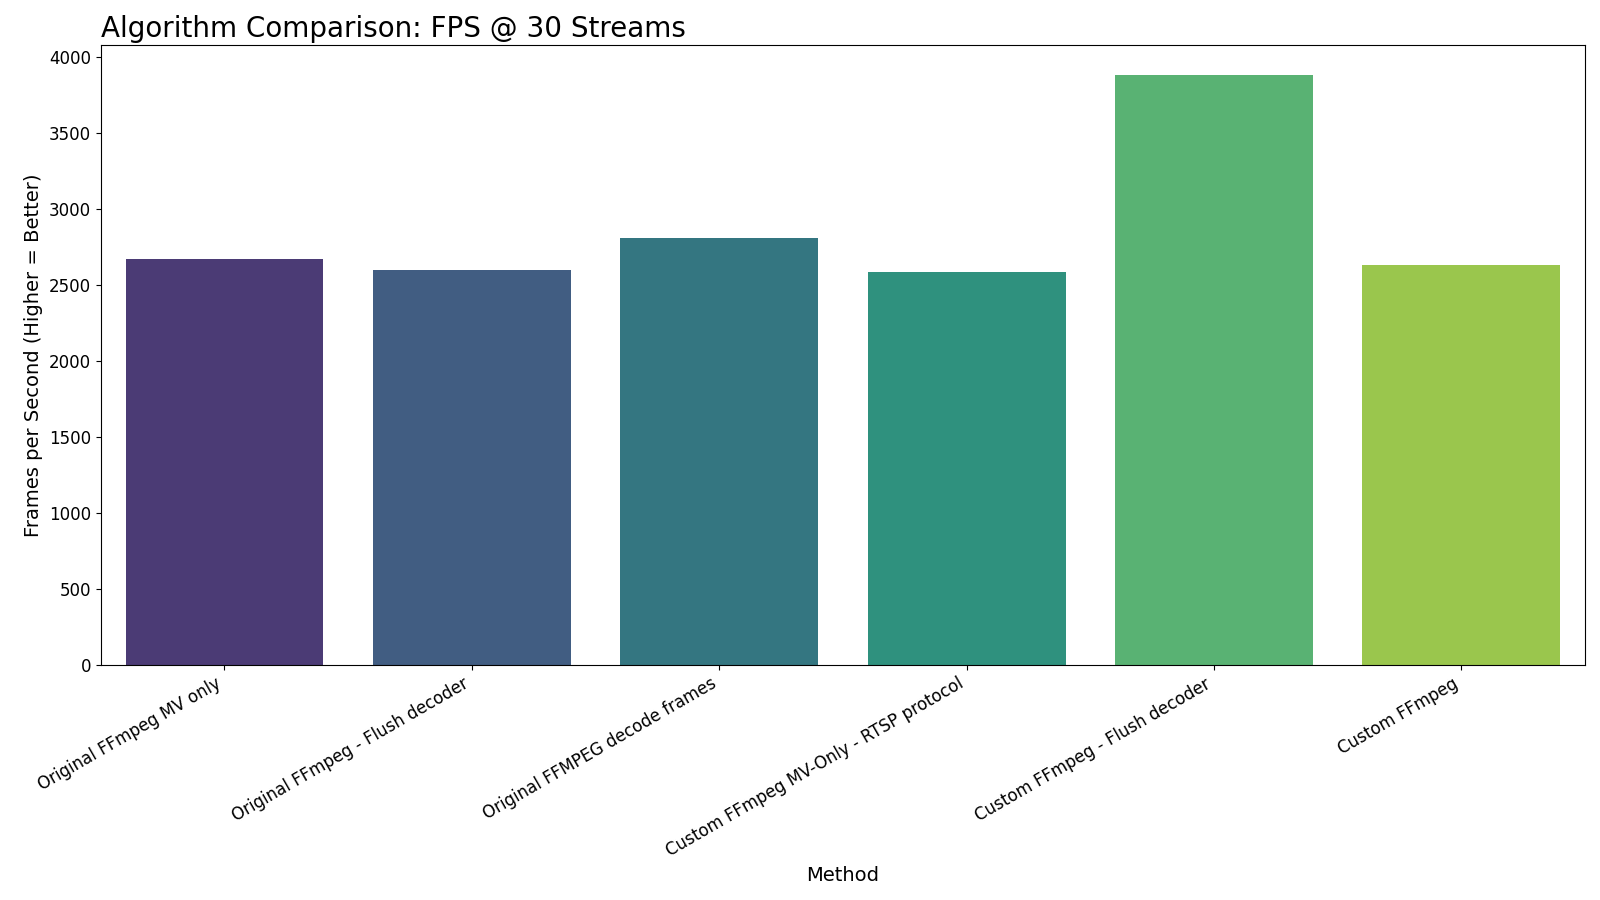 Algorithm Comparison: FPS @ 30 Streams
Frames per Second (Higher = Better)
4000
3500
3000
2500
2000
1500
1000
500
0
Original FFmpeg MV only
Original FFmpeg - Flush decoder
Original FFMPEG decode frames
Custom FFmpeg MV-Only - RTSP protocol
Custom FFmpeg - Flush decoder
Custom FFmpeg
Method